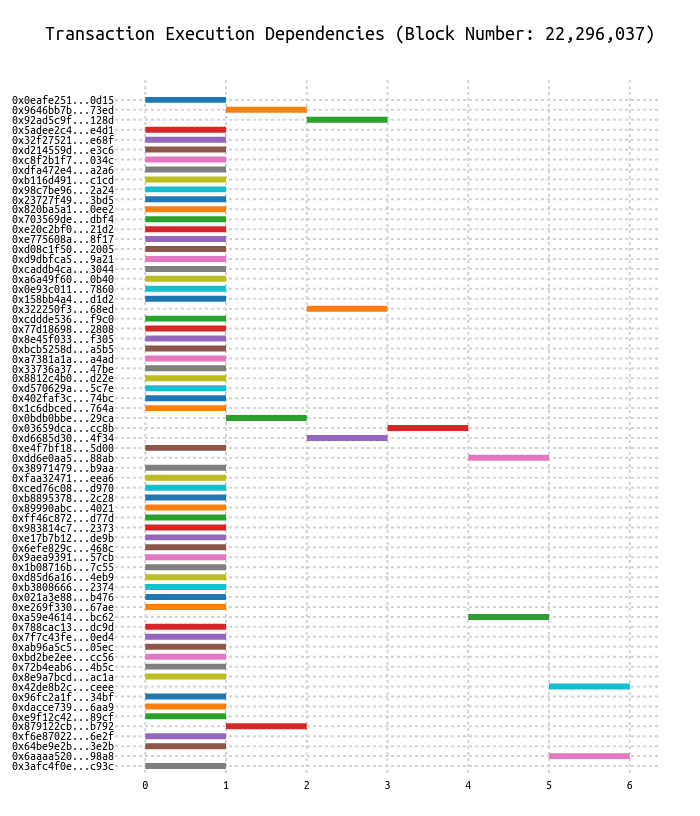 Transaction Execution Dependencies (Block Number: 22,296,037)
0x0eafe251...0d15
0x9646bb7b...73ed
0x92ad5c9f...128d
0x5adee2c4...e4d1
0x32f27521...e68f
0xd214559d...e3c6
0xc8f2b1f7...034c
0xdfa472e4...a2a6
0xb116d491...c1cd
0x98c7be96...2a24
0x23727f49...3bd5
0x820ba5a1...0ee2
0x703569de...dbf4
0xe20c2bf0...21d2
0xe775608a...8f17
0xd08c1f50...2005
0xd9dbfca5...9a21
0xcaddb4ca...3044
0xa6a49f60...0b40
0x0e93c011...7860
0x158bb4a4...d1d2
0x322250f3...68ed
0xcddde536...f9c0
0x77d18698...2808
0x8e45f033...f305
0xbcb5258d...a5b5
0xa7381a1a...a4ad
0x33736a37...47be
0x8812c4b0...d22e
0xd570629a...5c7e
0x402faf3c...74bc
0x1c6dbced...764a
0x0bdb0bbe...29ca
0x03659dca...cc8b
0xd6685d30...4f34
0xe4f7bf18...5d00
0xdd6e0aa5...88ab
0x38971479...b9aa
0xfaa32471...eea6
0xced76c08...d970
0xb8895378...2c28
0x89990abc...4021
0xff46c872...d77d
0x983814c7...2373
0xe17b7b12...de9b
0x6efe829c...468c
0x9aea9391...57cb
0x1b08716b...7c55
0xd85d6a16...4eb9
0xb3808666...2374
0x021a3e88...b476
0xe269f330...67ae
0xa59e4614...bc62
0x788cac13...dc9d
0x7f7c43fe...0ed4
0xab96a5c5...05ec
0xbd2be2ee...cc56
0x72b4eab6...4b5c
0x8e9a7bcd...ac1a
0x42de8b2c...ceee
0x96fc2a1f...34bf
0xdacce739...6aa9
0xe9f12c42...89cf
0x879122cb...b792
0xf6e87022...6e2f
0x64be9e2b...3e2b
0x6aaaa520...98a8
0x3afc4f0e...c93c
0 1 2 3 4 5 6